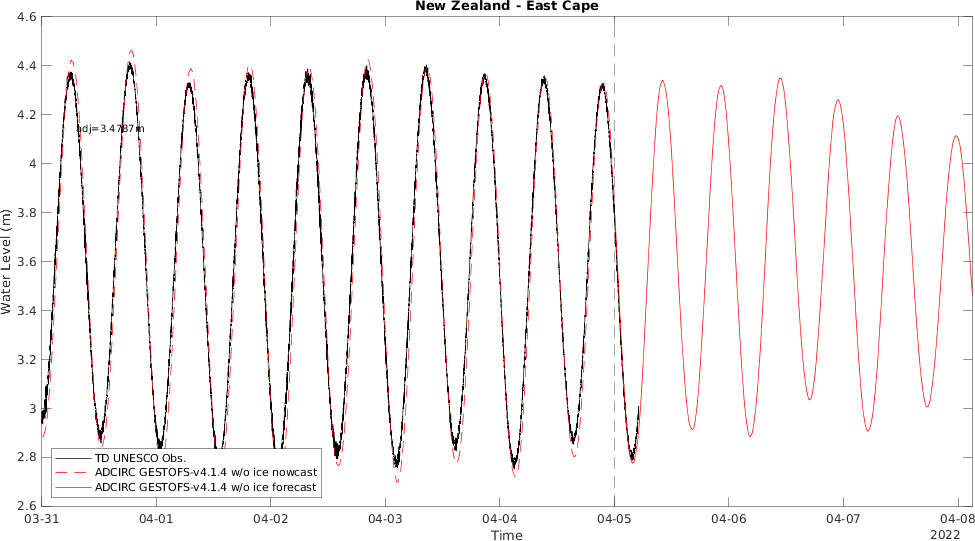 New Zealand - East Cape
4.6
4.4
4.2
4
3.8
3.6
3.4
3.2
3
2.8
2.6
Water Level (m)
adj=3.4787m
TD UNESCO Obs.
ADCIRC GESTOFS-v4.1.4 w/o ice nowcast
ADCIRC GESTOFS-v4.1.4 w/o ice forecast
03-31 04-01 04-02 04-03 04-04 04-05 04-06 04-07 04-08
Time
2022